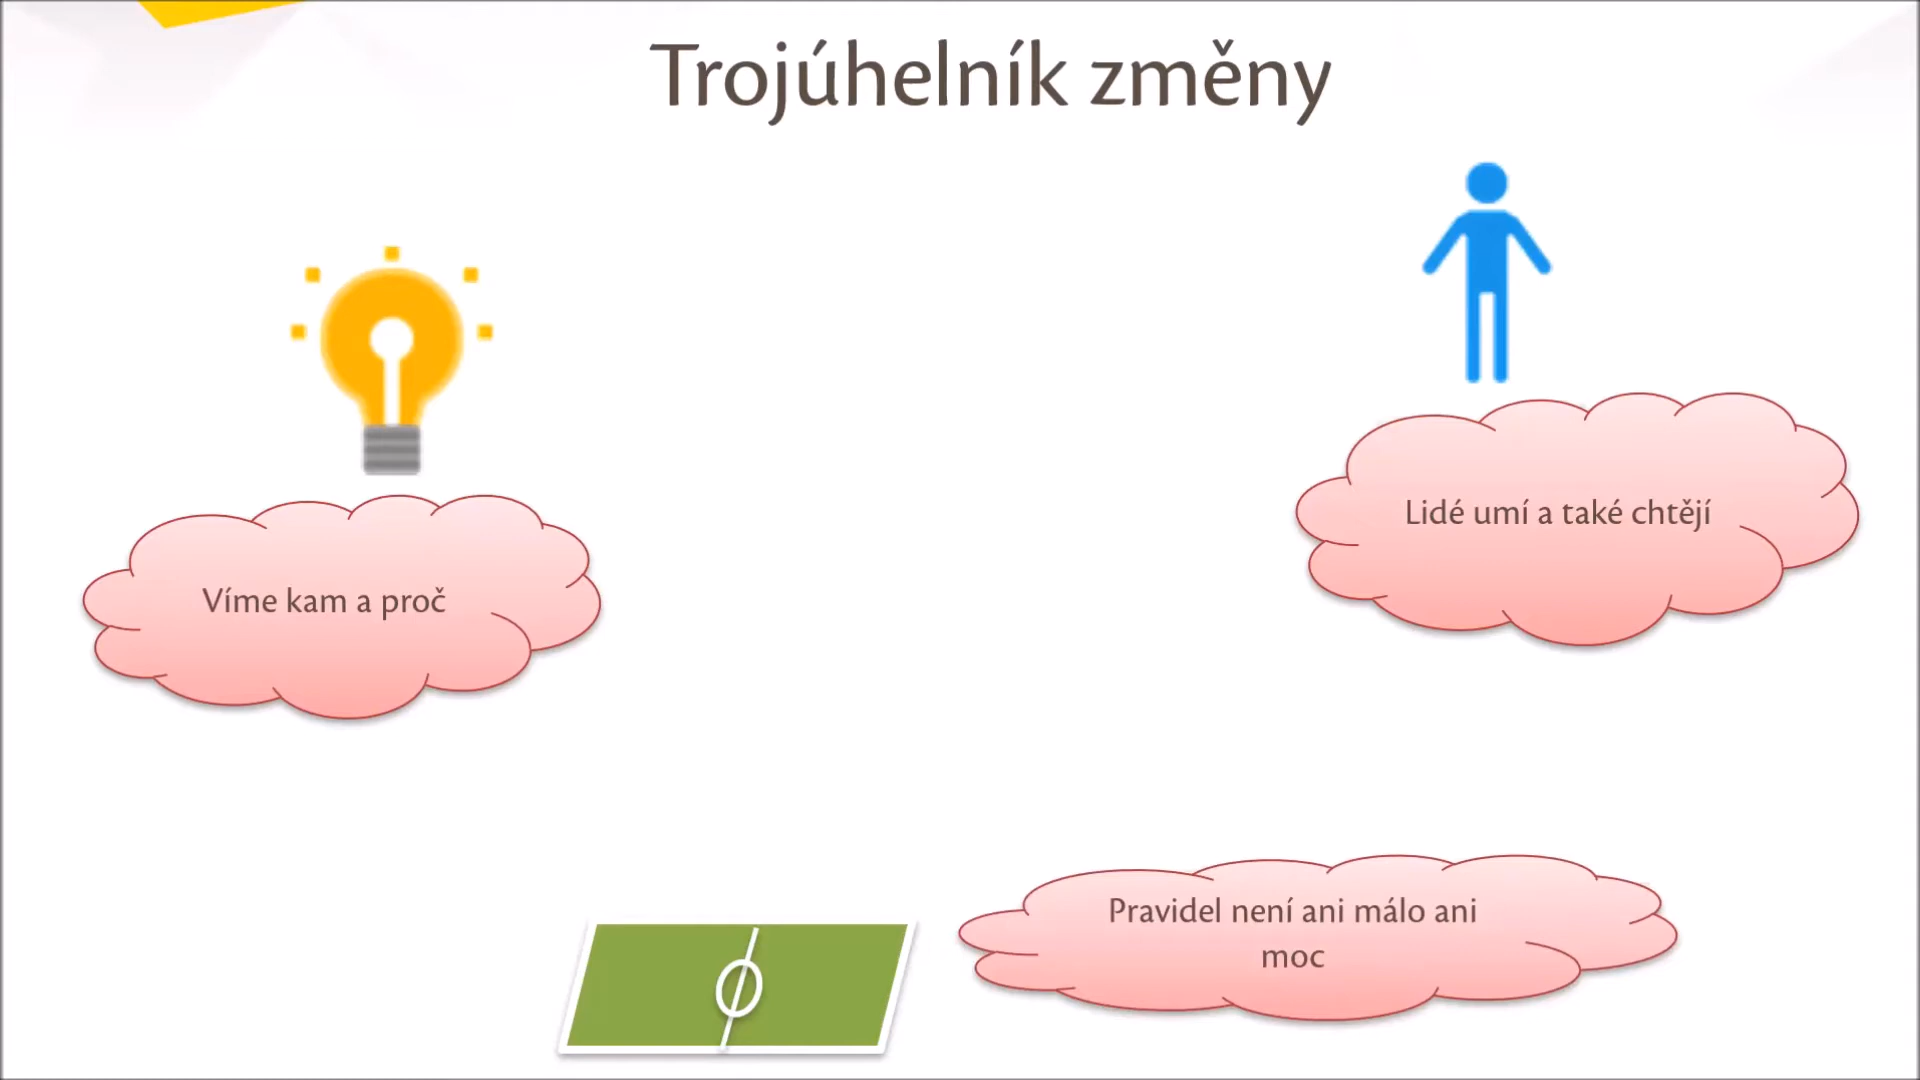 Trojúhelník změny
Lidé umí a také chtějí
Víme kam a proč
Pravidel není ani málo ani
moc